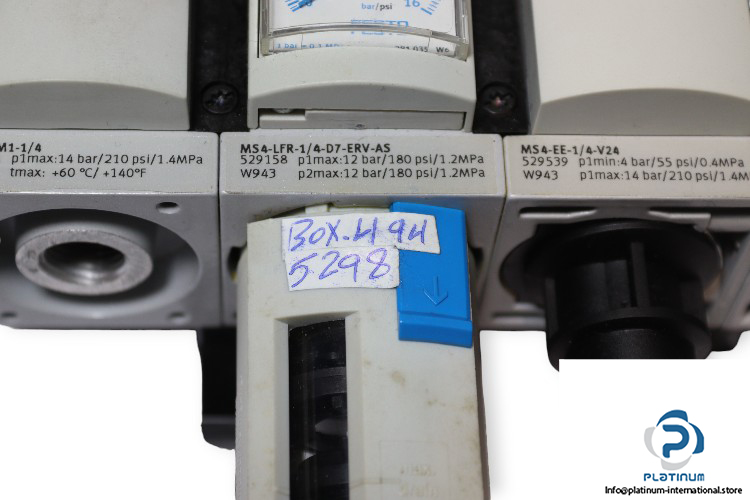 bar/psi
16
FESTO
M1-1/4
p1max:14 bar/210 psi/1.4MPa
tmax: +60 °C/ +140°F
MS4-LFR-1/4-D7-ERV-AS
529158 p1max:12 bar/180 psi/1.2MPa
W943 p2max:12 bar/180 psi/1.2MPa
MS4-EE-1/4-V24
529539 p1min:4 bar/55 psi/0.4MPa
W943 p1max:14 bar/210 psi/1.4M
BOX.494
5298
PLATINUM
Info@platinum-international.store